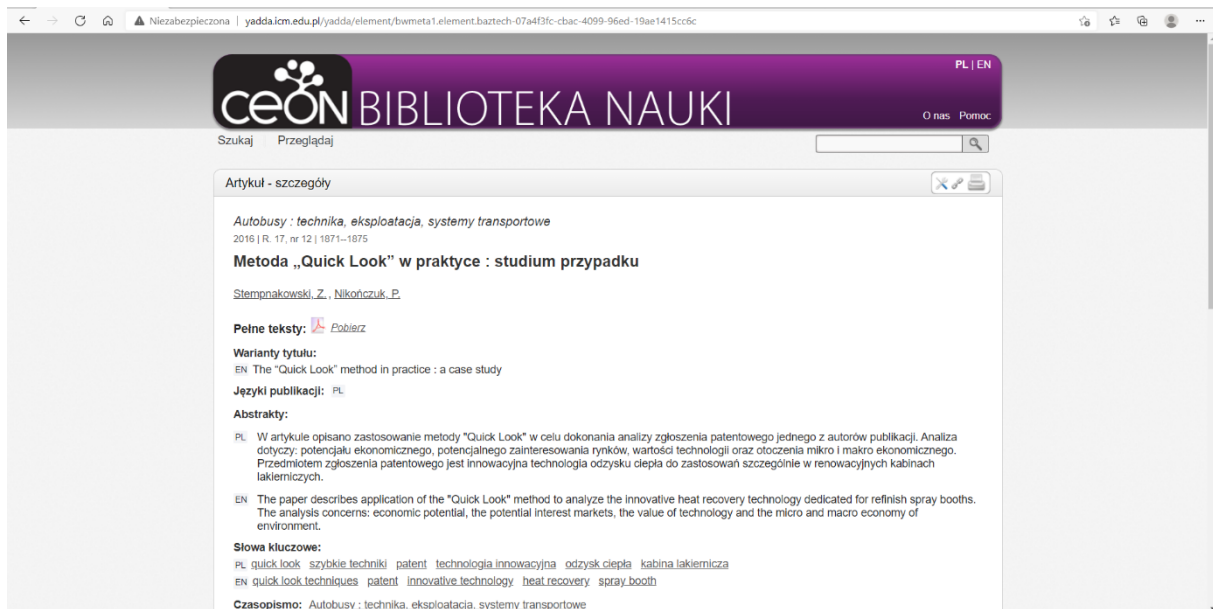 Niezabezpieczona | yadda.icm.edu.pl/yadda/element/bwmeta1.element.baztech-07a4f3fc-cbac-4099-96ed-19ae1415cc6c
PL | EN
CEON BIBLIOTEKA NAUKI
O nas Pomoc
Szukaj Przeglądaj
Artykuł - szczegóły
Autobusy : technika, eksploatacja, systemy transportowe
2016 | R. 17, nr 12 | 1871--1875
Metoda „Quick Look” w praktyce : studium przypadku
Stempnakowski, Z. , Nikończuk, P.
Pełne teksty: Pobierz
Warianty tytułu:
EN The “Quick Look” method in practice : a case study
Języki publikacji: PL
Abstrakty:
PL W artykule opisano zastosowanie metody "Quick Look" w celu dokonania analizy zgłoszenia patentowego jednego z autorów publikacji. Analiza
dotyczy: potencjału ekonomicznego, potencjalnego zainteresowania rynków, wartości technologii oraz otoczenia mikro i makro ekonomicznego.
Przedmiotem zgłoszenia patentowego jest innowacyjna technologia odzysku ciepła do zastosowań szczególnie w renowacyjnych kabinach
lakierniczych.
EN The paper describes application of the "Quick Look" method to analyze the innovative heat recovery technology dedicated for refinish spray booths.
The analysis concerns: economic potential, the potential interest markets, the value of technology and the micro and macro economy of
environment.
Słowa kluczowe:
PL quick look szybkie techniki patent technologia innowacyjna odzysk ciepła kabina lakiernicza
EN quick look techniques patent innovative technology heat recovery spray booth
Czasopismo: Autobusy : technika, eksploatacja, systemy transportowe